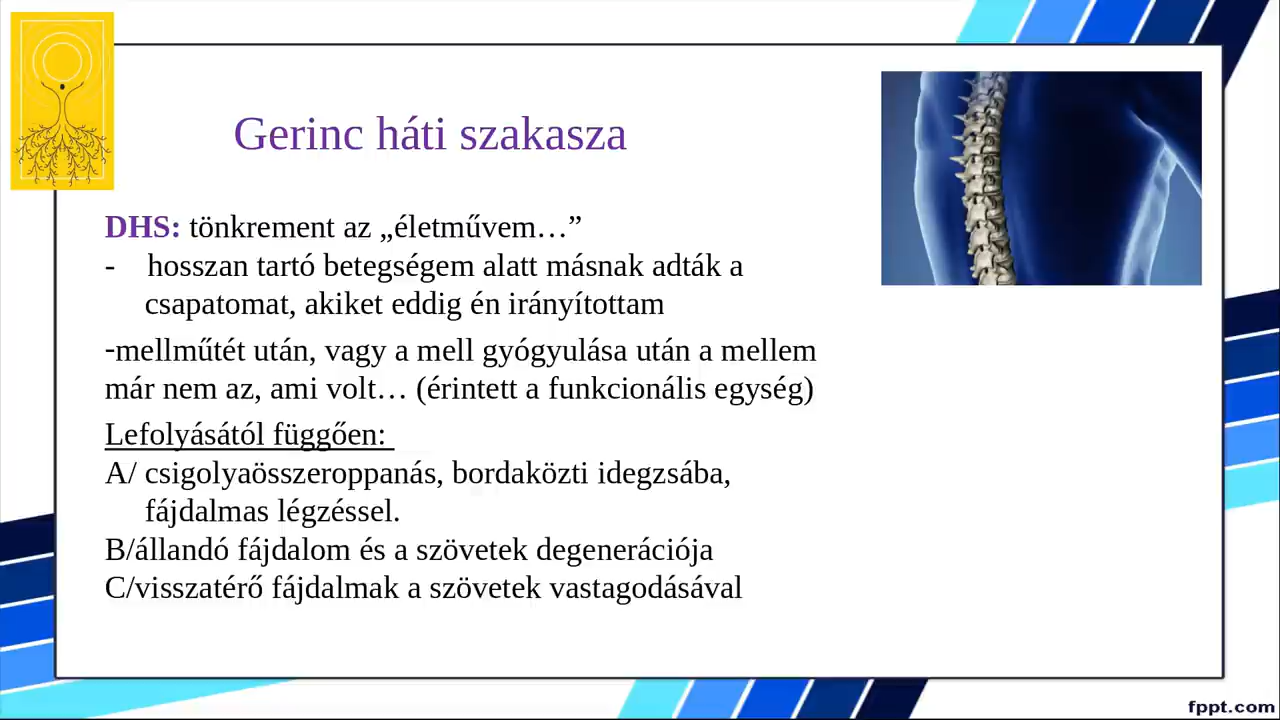 Gerinc háti szakasza
DHS: tönkrement az „életművem…”
- hosszan tartó betegségem alatt másnak adták a
csapatomat, akiket eddig én irányítottam
-mellműtét után, vagy a mell gyógyulása után a mellem
már nem az, ami volt… (érintett a funkcionális egység)
Lefolyásától függően:
A/ csigolyaösszeroppanás, bordaközti idegzsába,
fájdalmas légzéssel.
B/állandó fájdalom és a szövetek degenerációja
C/visszatérő fájdalmak a szövetek vastagodásával
fppt.com